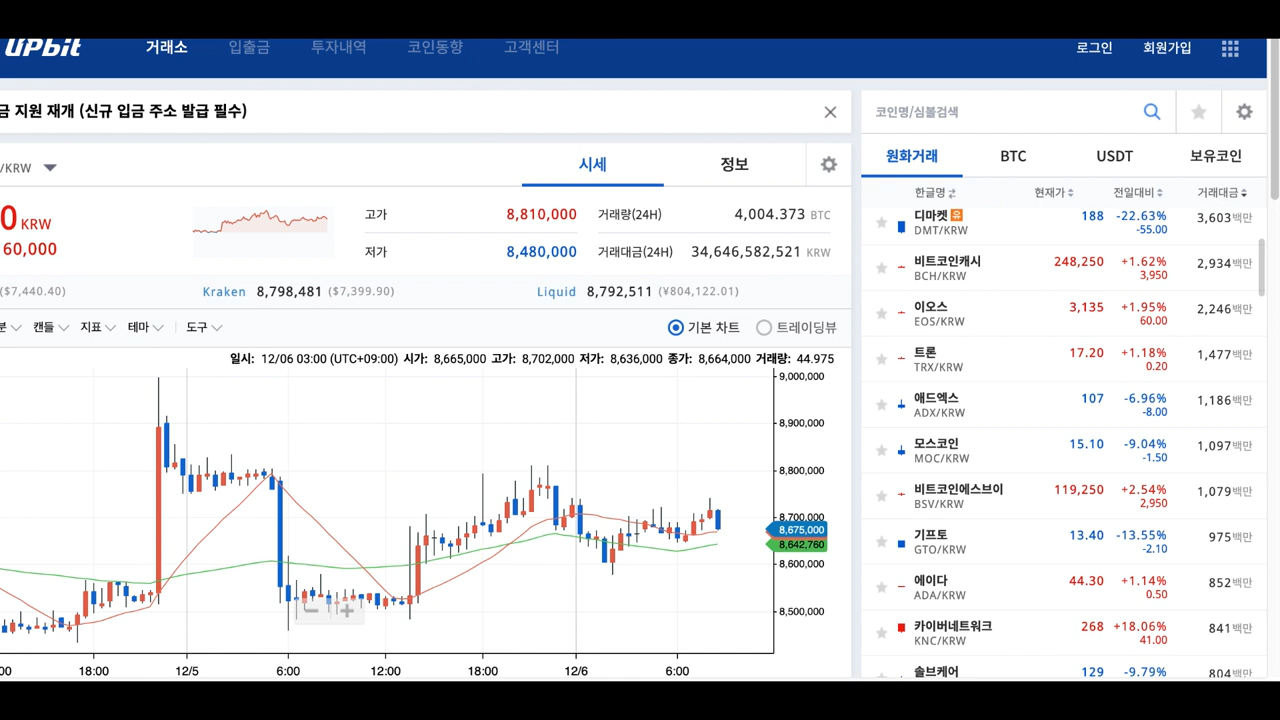 UPbit 거래소 입출금 투자내역 코인동향 고객센터 로그인 회원가입
금 지원 재개 (신규 입금 주소 발급 필수)
/KRW 시세 정보
0 KRW
60,000
고가 8,810,000 거래량(24H) 4,004.373 BTC
저가 8,480,000 거래대금(24H) 34,646,582,521 KRW
($7,440.40) Kraken 8,798,481 ($7,399.90) Liquid 8,792,511 (¥804,122.01)
분 캔들 지표 테마 도구 기본 차트 트레이딩뷰
일시: 12/06 03:00 (UTC+09:00) 시가: 8,665,000 고가: 8,702,000 저가: 8,636,000 종가: 8,664,000 거래량: 44.975
9,000,000
8,900,000
8,800,000
8,700,000
8,675,000
8,642,760
8,600,000
8,500,000
18:00 12/5 6:00 12:00 18:00 12/6 6:00
코인명/심볼검색
원화거래 BTC USDT 보유코인
한글명 현재가 전일대비 거래대금
디마켓 유 188 -22.63% 3,603백만
DMT/KRW -55.00
비트코인캐시 248,250 +1.62% 2,934백만
BCH/KRW 3,950
이오스 3,135 +1.95% 2,246백만
EOS/KRW 60.00
트론 17.20 +1.18% 1,477백만
TRX/KRW 0.20
애드엑스 107 -6.96% 1,186백만
ADX/KRW -8.00
모스코인 15.10 -9.04% 1,097백만
MOC/KRW -1.50
비트코인에스브이 119,250 +2.54% 1,079백만
BSV/KRW 2,950
기프토 13.40 -13.55% 975백만
GTO/KRW -2.10
에이다 44.30 +1.14% 852백만
ADA/KRW 0.50
카이버네트워크 268 +18.06% 841백만
KNC/KRW 41.00
솔브케어 129 -9.79% 804백만